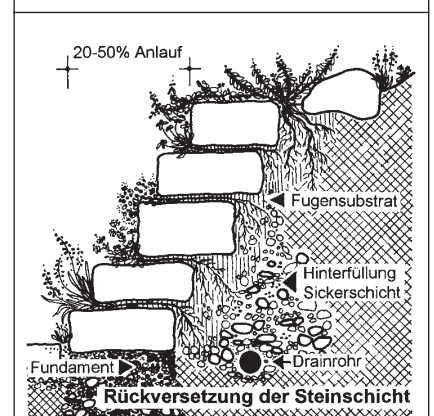 20-50% Anlauf
Fugensubstrat
Hinterfüllung
Sickerschicht
Fundament
Drainrohr
Rückversetzung der Steinschicht